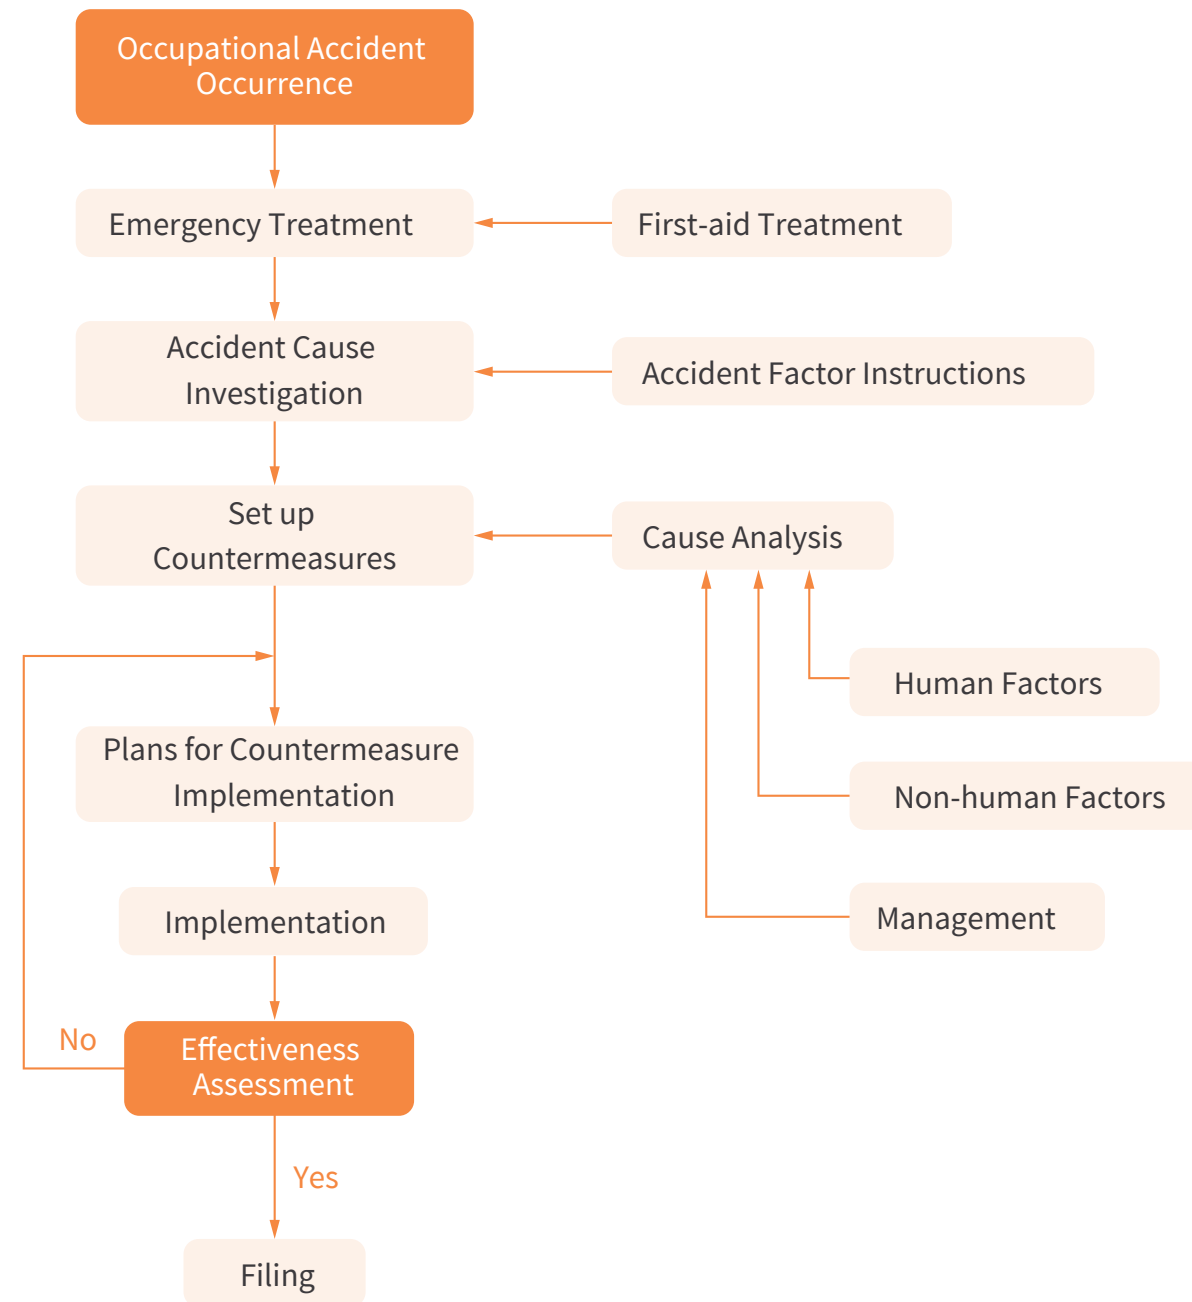 Occupational Accident
Occurrence
Emergency Treatment
First-aid Treatment
Accident Cause
Investigation
Accident Factor Instructions
Set up
Countermeasures
Cause Analysis
Human Factors
Plans for Countermeasure
Implementation
Non-human Factors
Implementation
Management
No
Effectiveness
Assessment
Yes
Filing